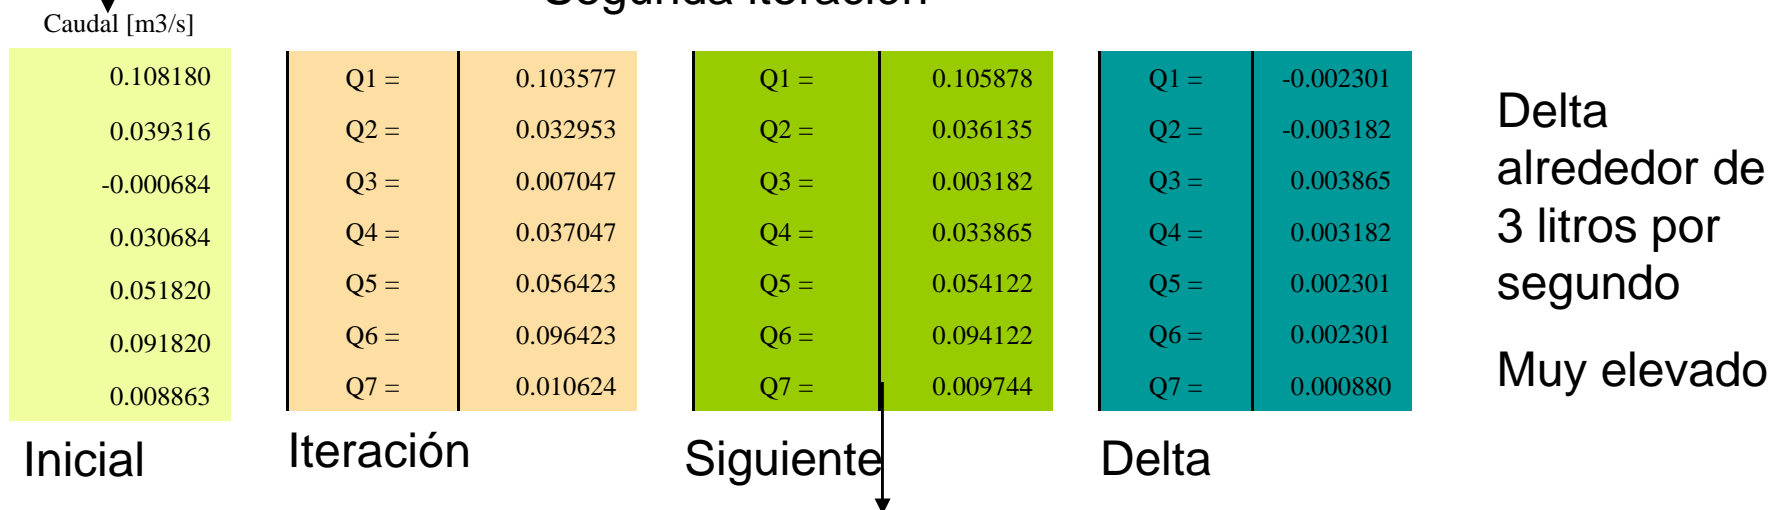 Segunda iteración
Caudal [m3/s]
0.108180
0.039316
-0.000684
0.030684
0.051820
0.091820
0.008863
Inicial
Q1 = 0.103577
Q2 = 0.032953
Q3 = 0.007047
Q4 = 0.037047
Q5 = 0.056423
Q6 = 0.096423
Q7 = 0.010624
Iteración
Q1 = 0.105878
Q2 = 0.036135
Q3 = 0.003182
Q4 = 0.033865
Q5 = 0.054122
Q6 = 0.094122
Q7 = 0.009744
Siguiente
Q1 = -0.002301
Q2 = -0.003182
Q3 = 0.003865
Q4 = 0.003182
Q5 = 0.002301
Q6 = 0.002301
Q7 = 0.000880
Delta
Delta
alrededor de
3 litros por
segundo
Muy elevado